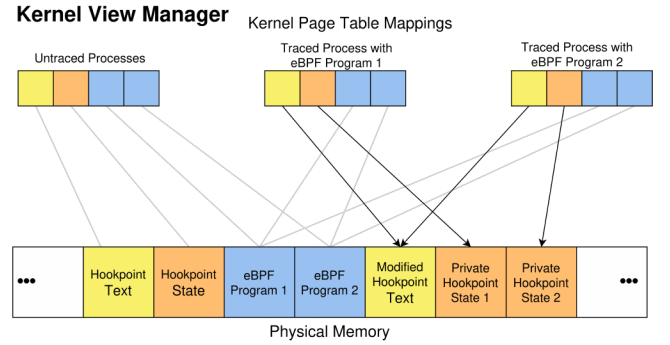 Kernel View Manager
Kernel Page Table Mappings
Untraced Processes
Traced Process with
eBPF Program 1
Traced Process with
eBPF Program 2
•••
Hookpoint
Text
Hookpoint
State
eBPF
Program 1
eBPF
Program 2
Modified
Hookpoint
Text
Private
Hookpoint
State 1
Private
Hookpoint
State 2
•••
Physical Memory